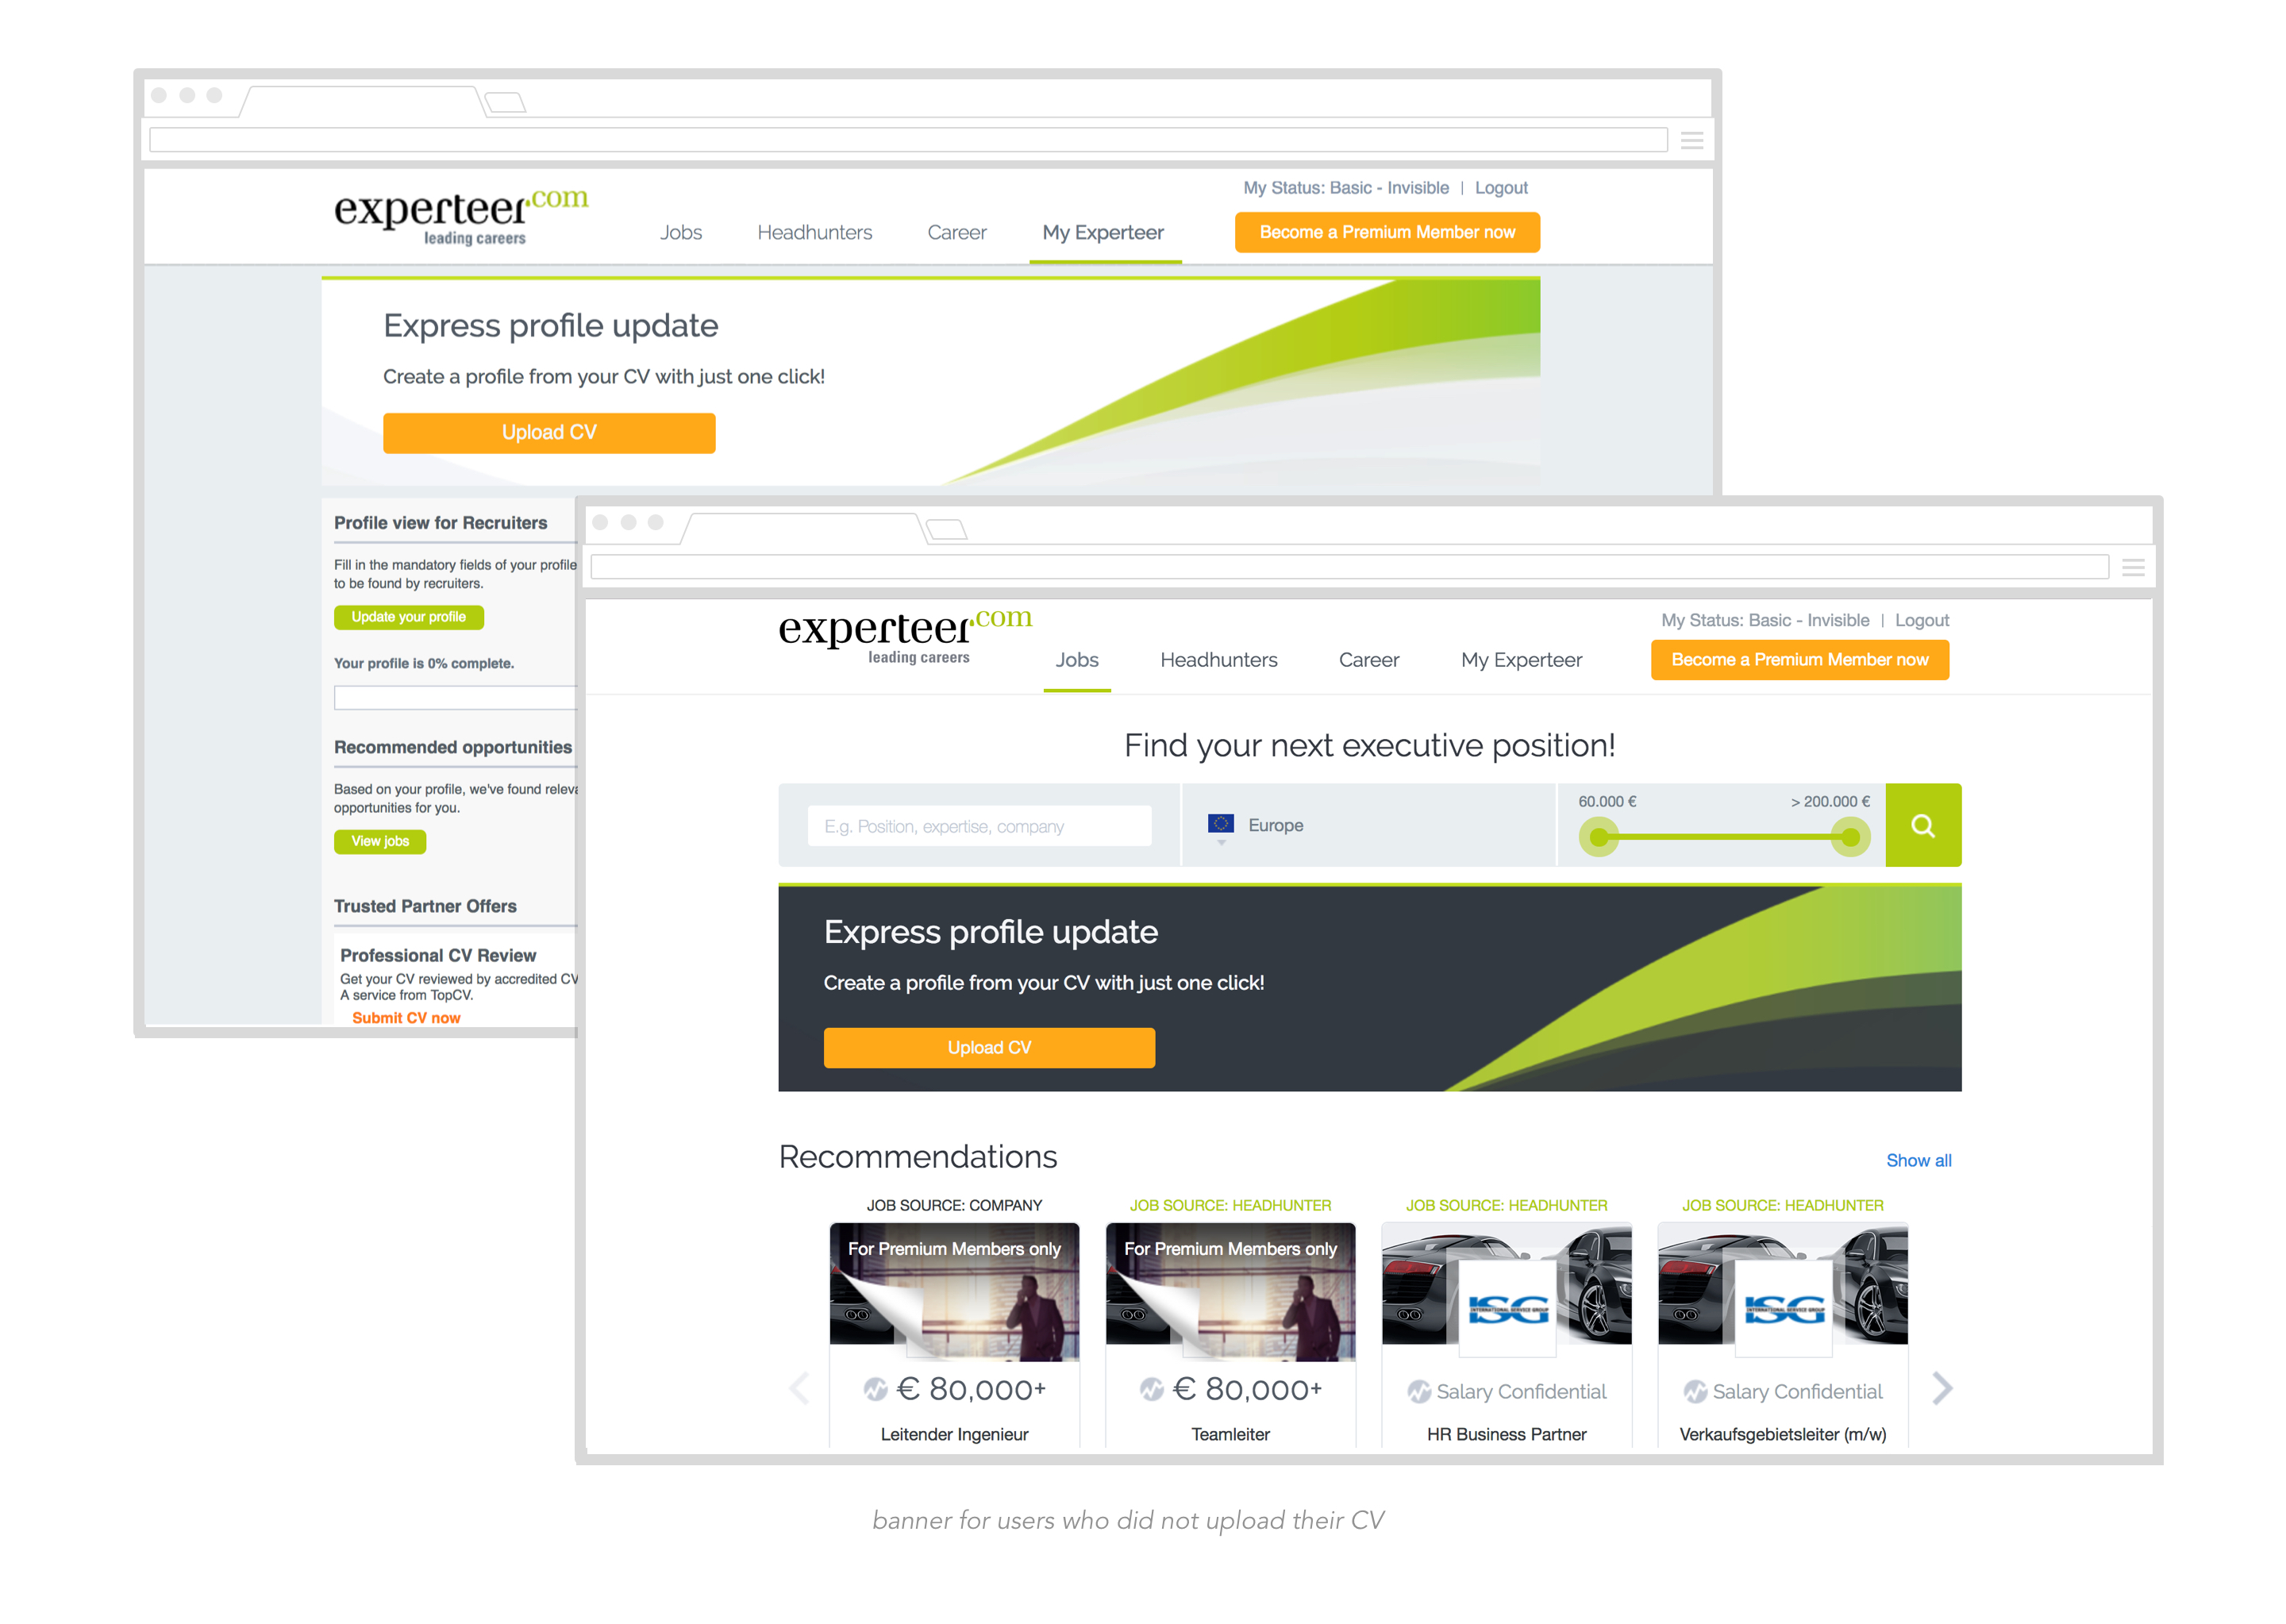 experteer.com
leading careers
Jobs
Headhunters
Career
My Experteer
My Status: Basic - Invisible | Logout
Become a Premium Member now
Express profile update
Create a profile from your CV with just one click!
Upload CV
Profile view for Recruiters
Fill in the mandatory fields of your profile
to be found by recruiters.
Update your profile
Your profile is 0% complete.
Recommended opportunities
Based on your profile, we've found releva
opportunities for you.
View jobs
Trusted Partner Offers
Professional CV Review
Get your CV reviewed by accredited CV
A service from TopCV.
Submit CV now
experteer.com
leading careers
Jobs
Headhunters
Career
My Experteer
My Status: Basic - Invisible | Logout
Become a Premium Member now
Find your next executive position!
E.g. Position, expertise, company
Europe
60.000 €
> 200.000 €
Express profile update
Create a profile from your CV with just one click!
Upload CV
Recommendations
Show all
JOB SOURCE: COMPANY
For Premium Members only
€ 80,000+
Leitender Ingenieur
JOB SOURCE: HEADHUNTER
For Premium Members only
€ 80,000+
Teamleiter
JOB SOURCE: HEADHUNTER
ISG
INTERNATIONAL SERVICE GROUP
Salary Confidential
HR Business Partner
JOB SOURCE: HEADHUNTER
ISG
INTERNATIONAL SERVICE GROUP
Salary Confidential
Verkaufsgebietsleiter (m/w)
banner for users who did not upload their CV